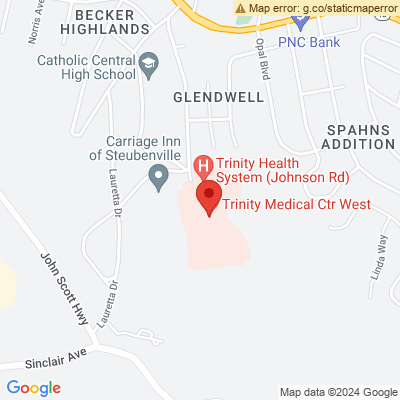 Map error: g.co/staticmaperror
BECKER
HIGHLANDS
Norris Ave
Opal Blvd
PNC Bank
Catholic Central
High School
GLENDWELL
SPAHNS
ADDITION
Carriage Inn
of Steubenville
H
Trinity Health
System (Johnson Rd)
Lauretta Dr
Trinity Medical Ctr West
Linda Way
John Scott Hwy
Lauretta Dr
Sinclair Ave
Google
Map data ©2024 Google